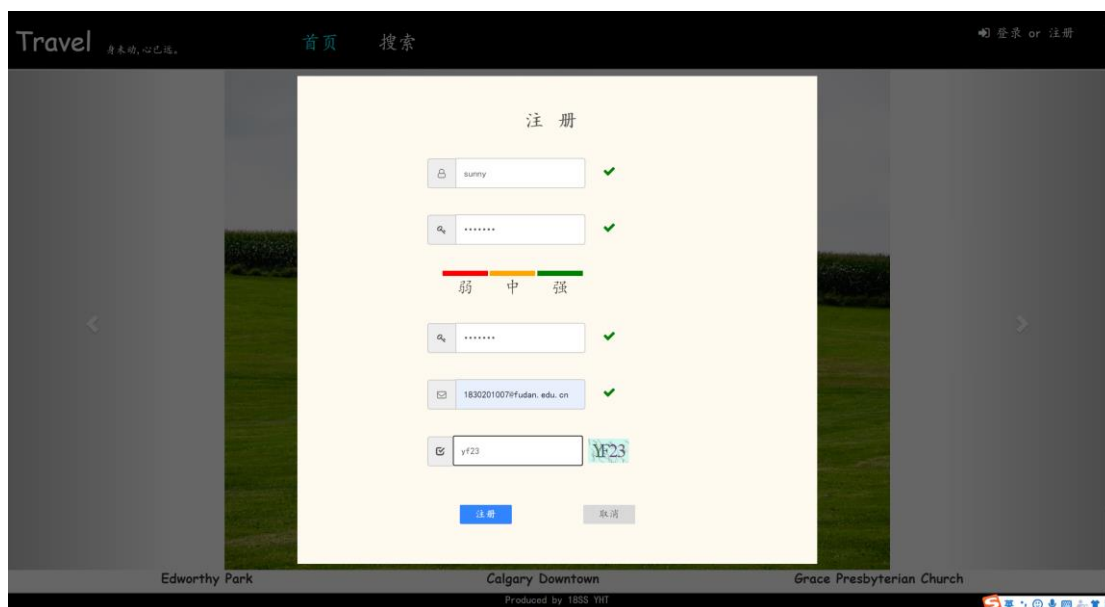 Travel 身未动,心已远。 首页 搜索 登录 or 注册
注 册
sunny
•••••••
弱 中 强
•••••••
1830201007@fudan.edu.cn
yf23 YF23
注册 取消
Edworthy Park Calgary Downtown Grace Presbyterian Church
Produced by 18SS YHT
英